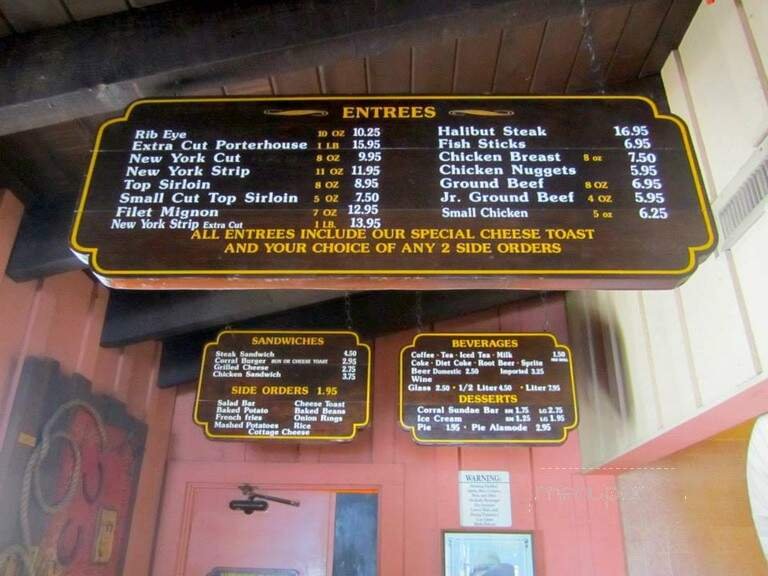 ENTREES
Rib Eye 10 OZ 10.25
Extra Cut Porterhouse 1 LB 15.95
New York Cut 8 OZ 9.95
New York Strip 11 OZ 11.95
Top Sirloin 8 OZ 8.95
Small Cut Top Sirloin 5 OZ 7.50
Filet Mignon 7 OZ 12.95
New York Strip Extra Cut 1 LB. 13.95
Halibut Steak 16.95
Fish Sticks 6.95
Chicken Breast 8 oz 7.50
Chicken Nuggets 5.95
Ground Beef 8 OZ 6.95
Jr. Ground Beef 4 OZ 5.95
Small Chicken 5 oz 6.25
ALL ENTREES INCLUDE OUR SPECIAL CHEESE TOAST
AND YOUR CHOICE OF ANY 2 SIDE ORDERS
SANDWICHES
Steak Sandwich 4.50
Corral Burger BUN OR CHEESE TOAST 2.95
Grilled Cheese 2.75
Chicken Sandwich 3.75
SIDE ORDERS 1.95
Salad Bar Cheese Toast
Baked Potato Baked Beans
French fries Onion Rings
Mashed Potatoes Rice
Cottage Cheese
BEVERAGES
Coffee · Tea · Iced Tea · Milk 1.50
Coke · Diet Coke · Root Beer · Sprite
Beer Domestic 2.50 Imported 3.25
Wine
Glass 2.50 · 1/2 Liter 4.50 · Liter 7.95
DESSERTS
Corral Sundae Bar SM 1.75 LG 2.75
Ice Cream SM 1.25 LG 1.95
Pie 1.95 · Pie Alamode 2.95
WARNING: